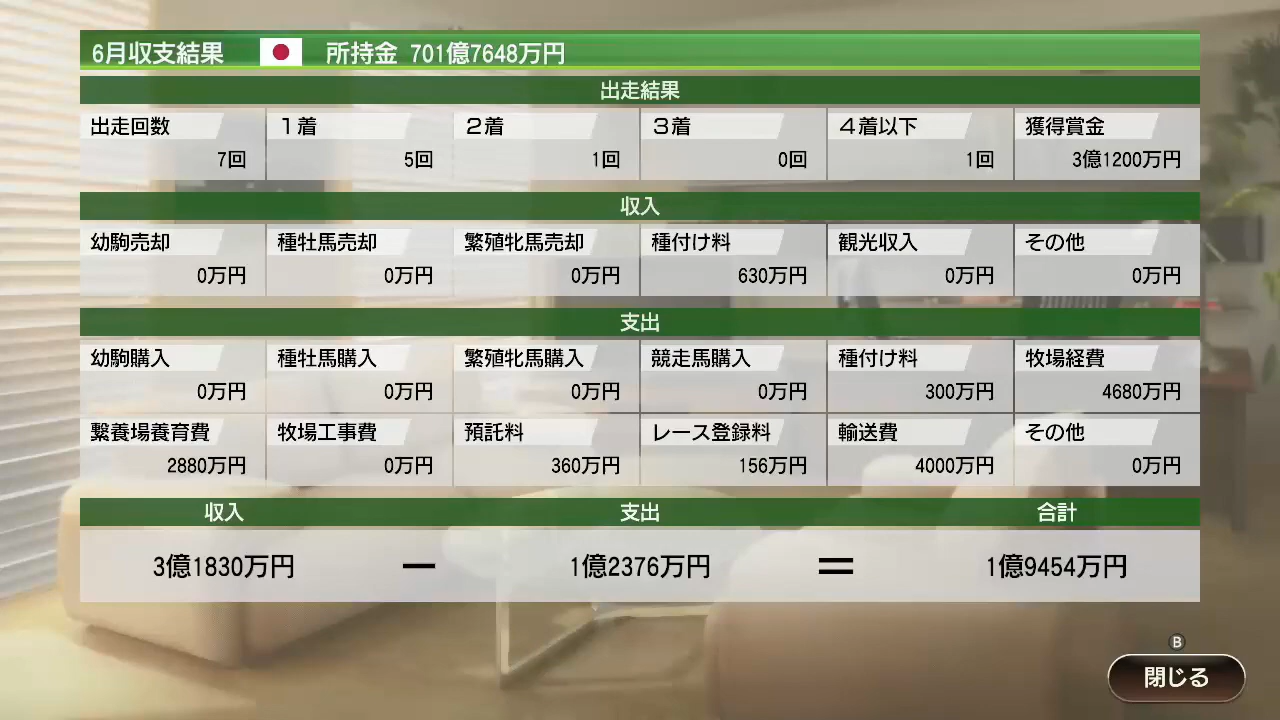 6月収支結果 所持金 701億7648万円
出走結果
出走回数 1着 2着 3着 4着以下 獲得賞金
7回 5回 1回 0回 1回 3億1200万円
収入
幼駒売却 種牡馬売却 繁殖牝馬売却 種付け料 観光収入 その他
0万円 0万円 0万円 630万円 0万円 0万円
支出
幼駒購入 種牡馬購入 繁殖牝馬購入 競走馬購入 種付け料 牧場経費
0万円 0万円 0万円 0万円 300万円 4680万円
繋養場養育費 牧場工事費 預託料 レース登録料 輸送費 その他
2880万円 0万円 360万円 156万円 4000万円 0万円
収入 支出 合計
3億1830万円 − 1億2376万円 = 1億9454万円
B
閉じる